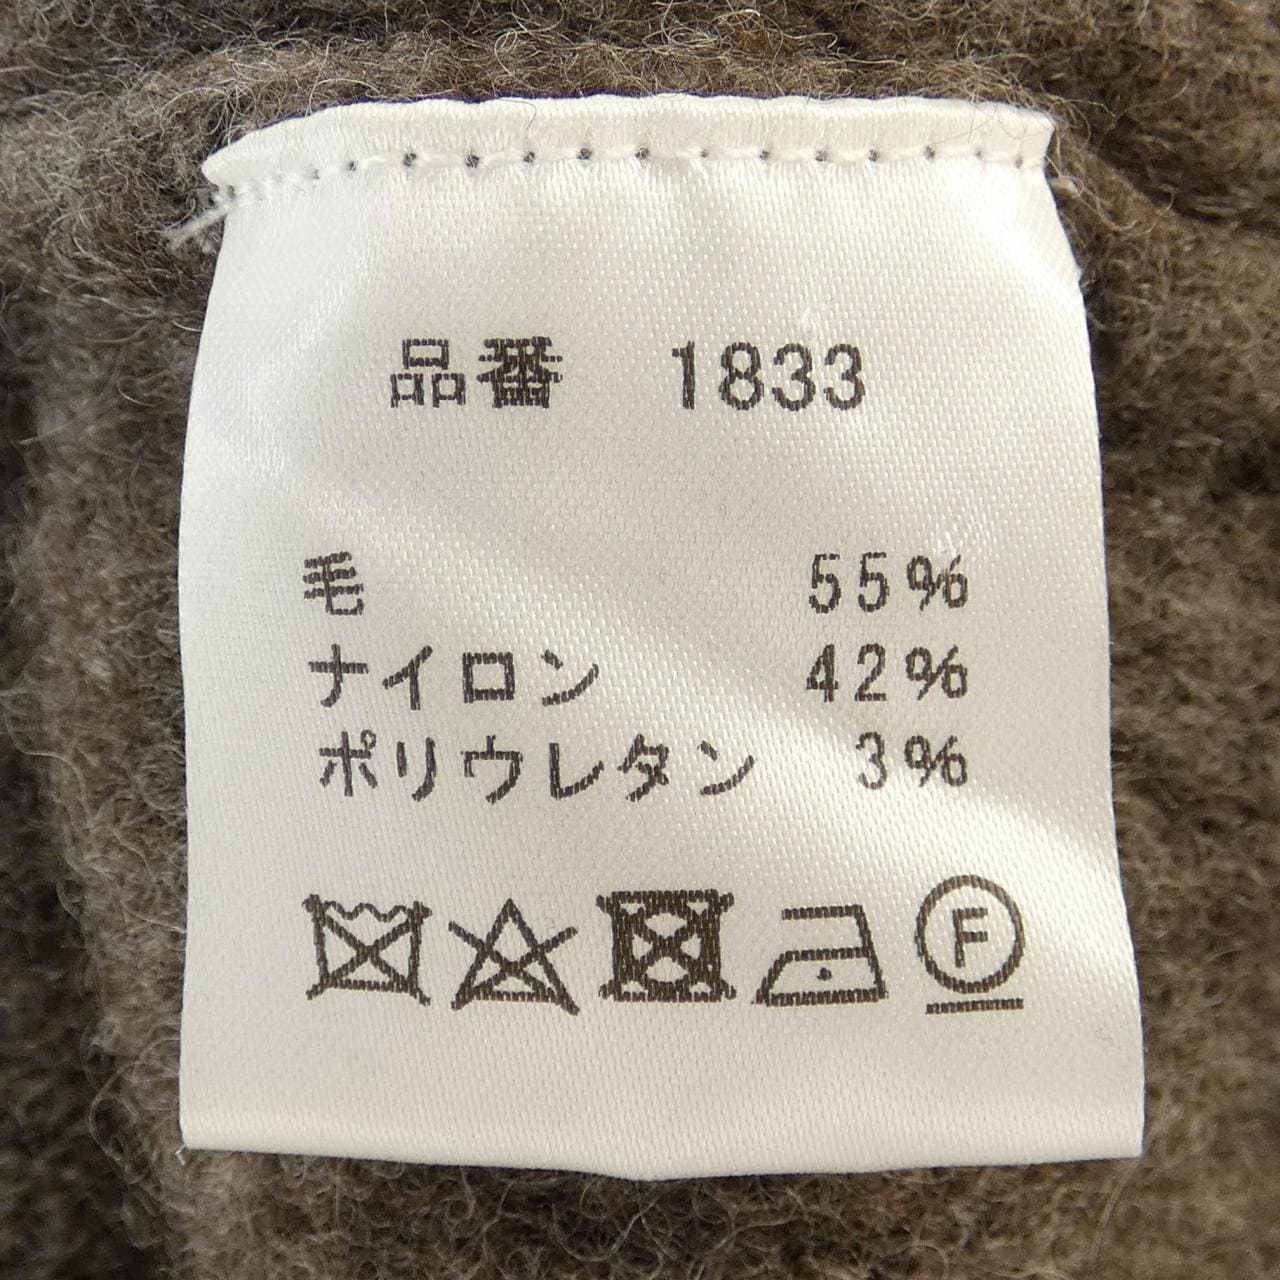 品番 1833
毛 55%
ナイロン 42%
ポリウレタン 3%
F